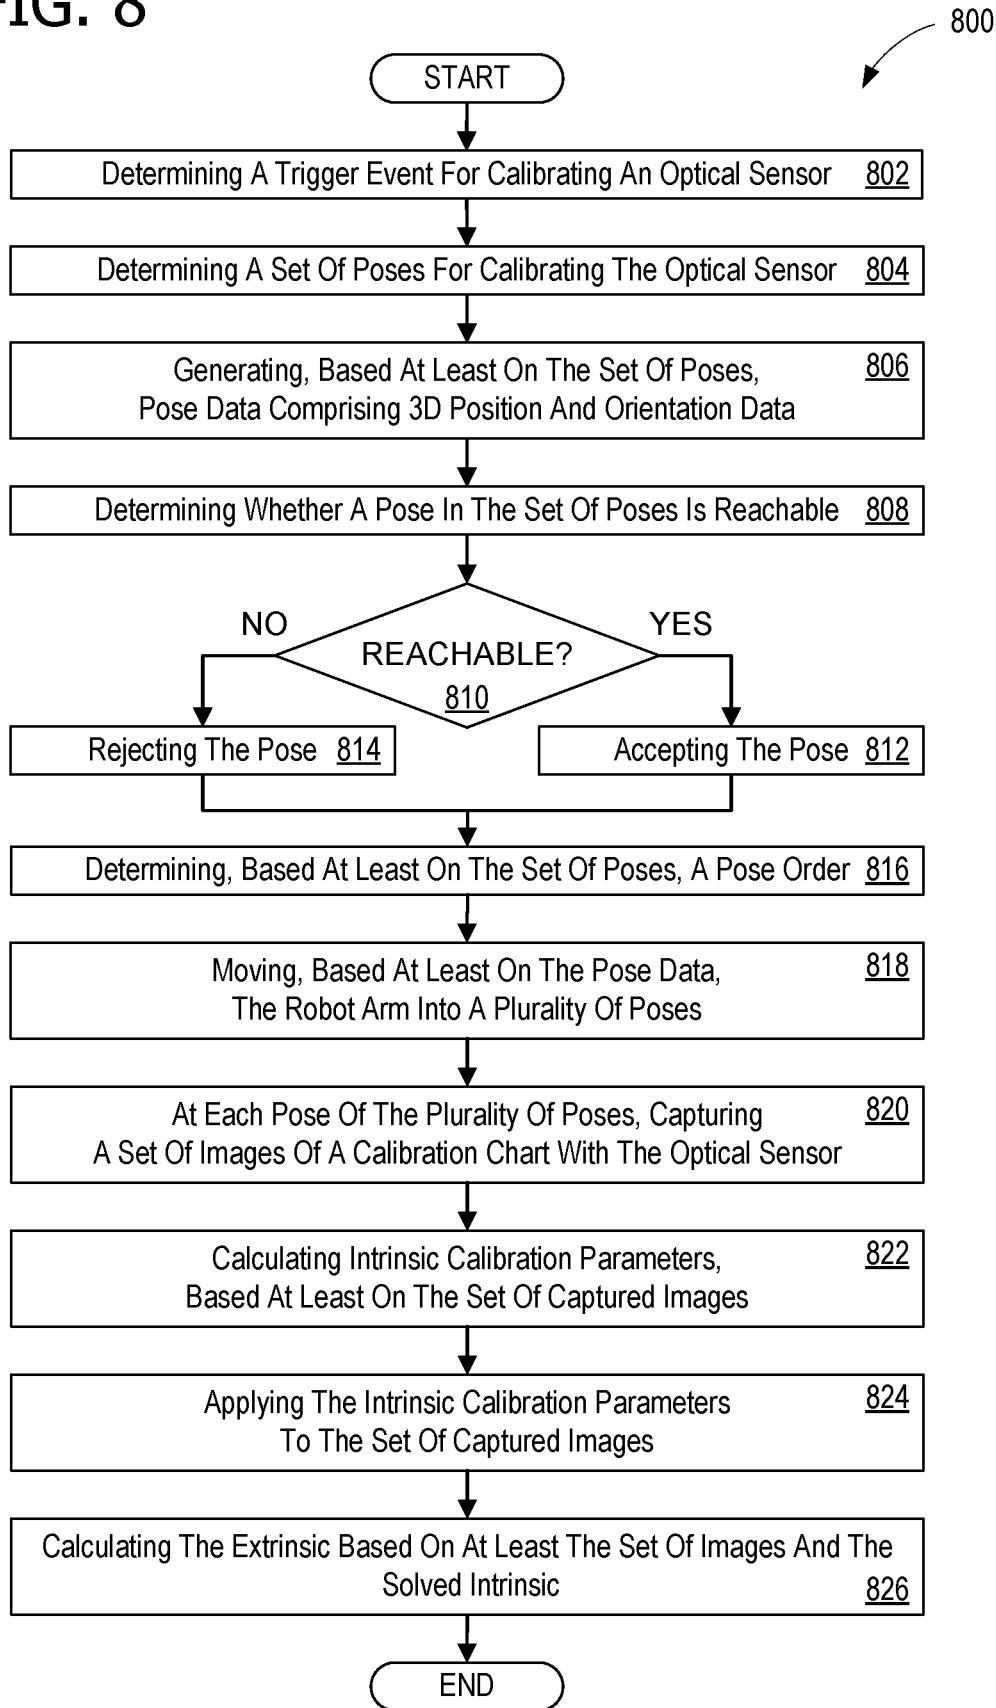 FIG. 8
800
START
Determining A Trigger Event For Calibrating An Optical Sensor 802
Determining A Set Of Poses For Calibrating The Optical Sensor 804
Generating, Based At Least On The Set Of Poses, 806
Pose Data Comprising 3D Position And Orientation Data
Determining Whether A Pose In The Set Of Poses Is Reachable 808
NO
YES
REACHABLE?
810
Rejecting The Pose 814
Accepting The Pose 812
Determining, Based At Least On The Set Of Poses, A Pose Order 816
Moving, Based At Least On The Pose Data, 818
The Robot Arm Into A Plurality Of Poses
At Each Pose Of The Plurality Of Poses, Capturing 820
A Set Of Images Of A Calibration Chart With The Optical Sensor
Calculating Intrinsic Calibration Parameters, 822
Based At Least On The Set Of Captured Images
Applying The Intrinsic Calibration Parameters 824
To The Set Of Captured Images
Calculating The Extrinsic Based On At Least The Set Of Images And The
Solved Intrinsic 826
END